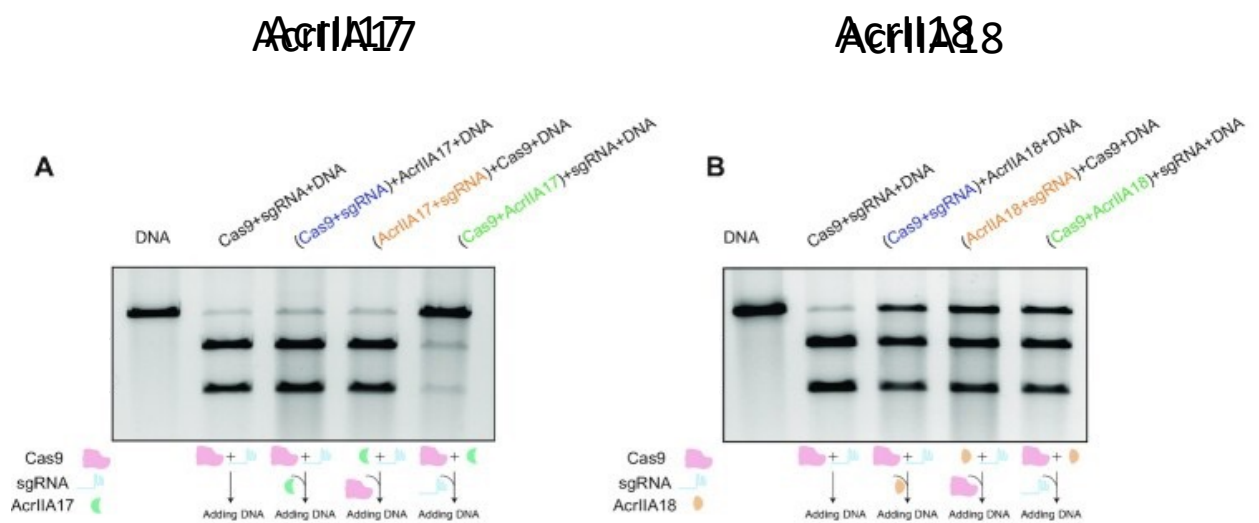 AcrIIA17
AcrIIA18
A
DNA
Cas9+sgRNA+DNA
(Cas9+sgRNA)+AcrIIA17+DNA
(AcrIIA17+sgRNA)+Cas9+DNA
(Cas9+AcrIIA17)+sgRNA+DNA
Cas9
sgRNA
AcrIIA17
+
+
+
+
Adding DNA
Adding DNA
Adding DNA
Adding DNA
B
DNA
Cas9+sgRNA+DNA
(Cas9+sgRNA)+AcrIIA18+DNA
(AcrIIA18+sgRNA)+Cas9+DNA
(Cas9+AcrIIA18)+sgRNA+DNA
Cas9
sgRNA
AcrIIA18
+
+
+
+
Adding DNA
Adding DNA
Adding DNA
Adding DNA